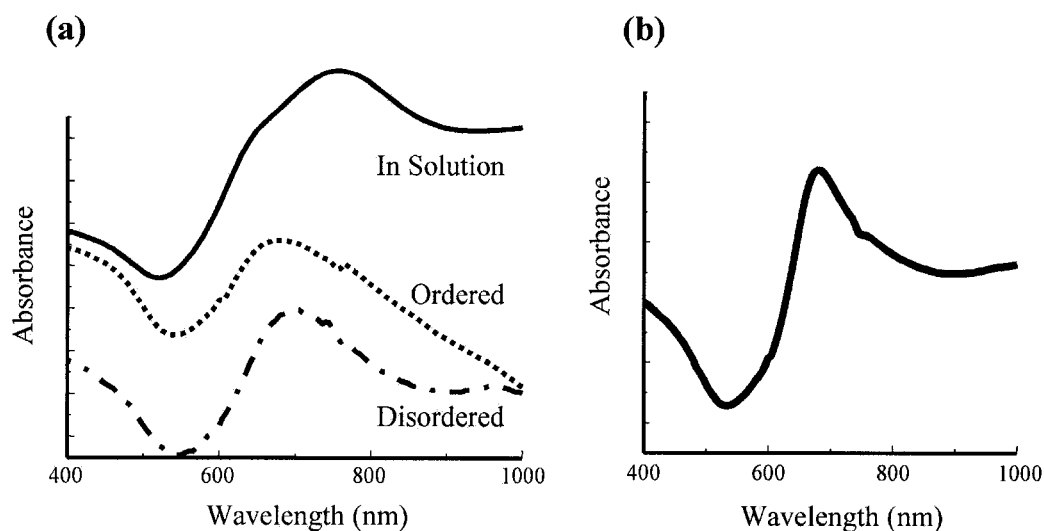 (a)
In Solution
Ordered
Disordered
Absorbance
400 600 800 1000
Wavelength (nm)
(b)
Absorbance
400 600 800 1000
Wavelength (nm)